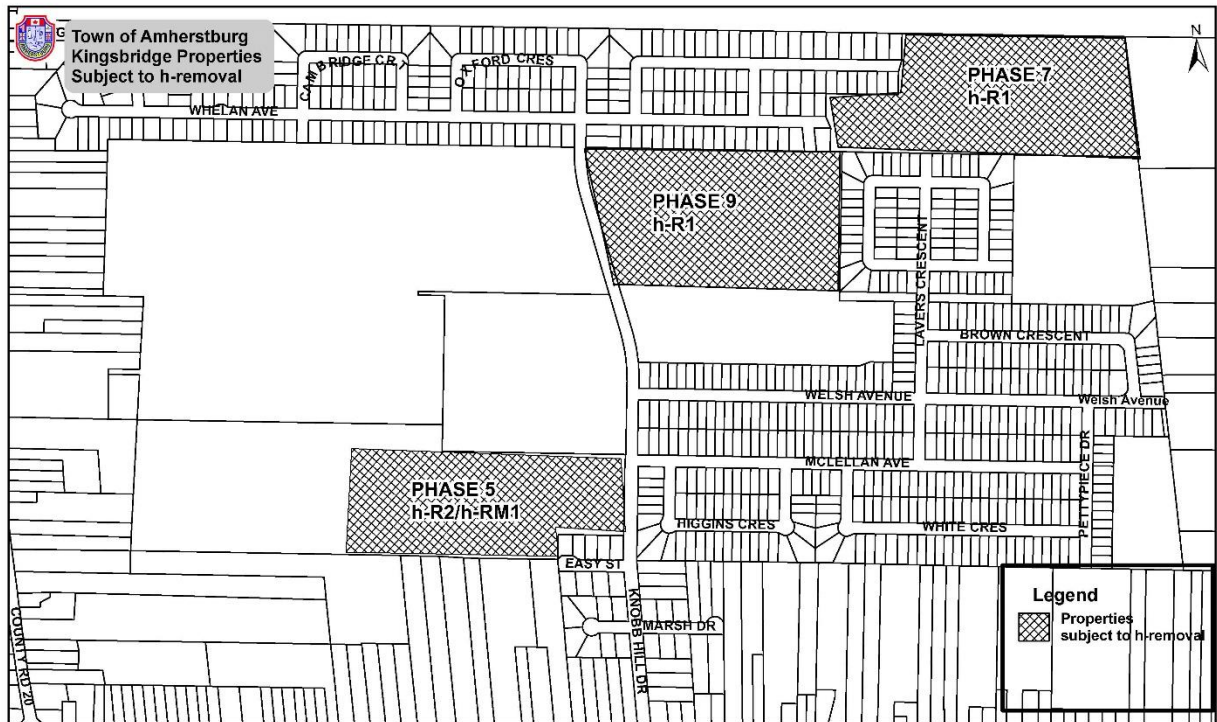 Town of Amherstburg
Kingsbridge Properties
Subject to h-removal
G
N
CAMBRIDGE CRT
OXFORD CRES
WHELAN AVE
PHASE 7
h-R1
PHASE 9
h-R1
LAVERS CRESCENT
BROWN CRESCENT
WELSH AVENUE
Welsh Avenue
MCLELLAN AVE
PETTYPIECE DR
PHASE 5
h-R2/h-RM1
HIGGINS CRES
WHITE CRES
EASY ST
KNOBB HILL DR
MARSH DR
COUNTY RD 20
Legend
Properties
subject to h-removal